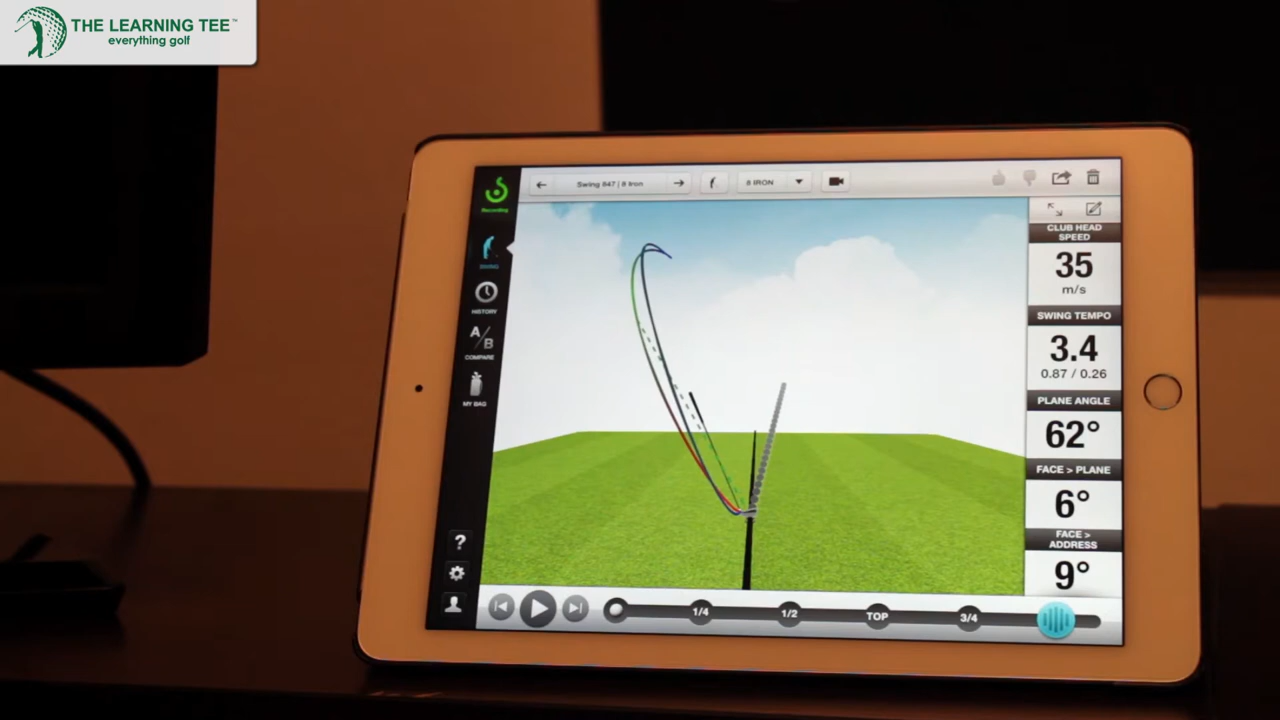 THE LEARNING TEE™
everything golf
Recording
Swing 847 | 8 Iron
8 IRON
SWING
HISTORY
A/B
COMPARE
MY BAG
?
CLUB HEAD
SPEED
35
m/s
SWING TEMPO
3.4
0.87 / 0.26
PLANE ANGLE
62°
FACE > PLANE
6°
FACE >
ADDRESS
9°
1/4
1/2
TOP
3/4